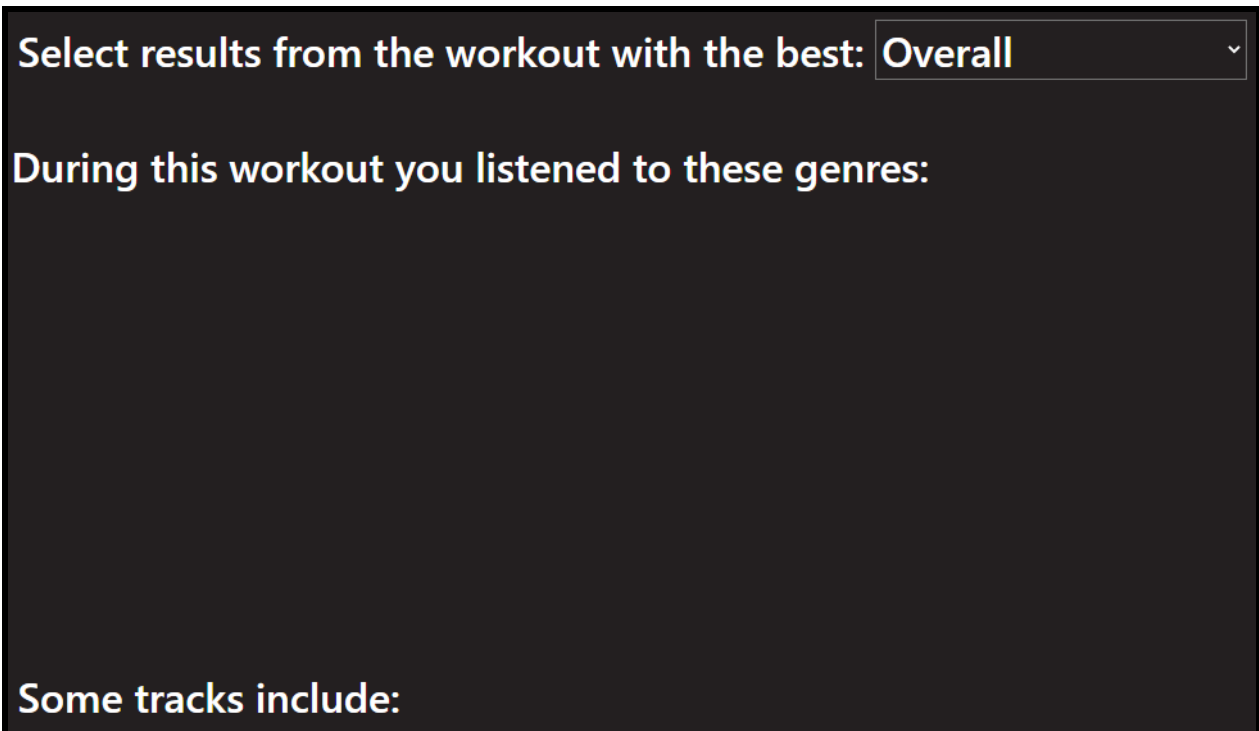 Select results from the workout with the best: Overall
During this workout you listened to these genres:
Some tracks include: